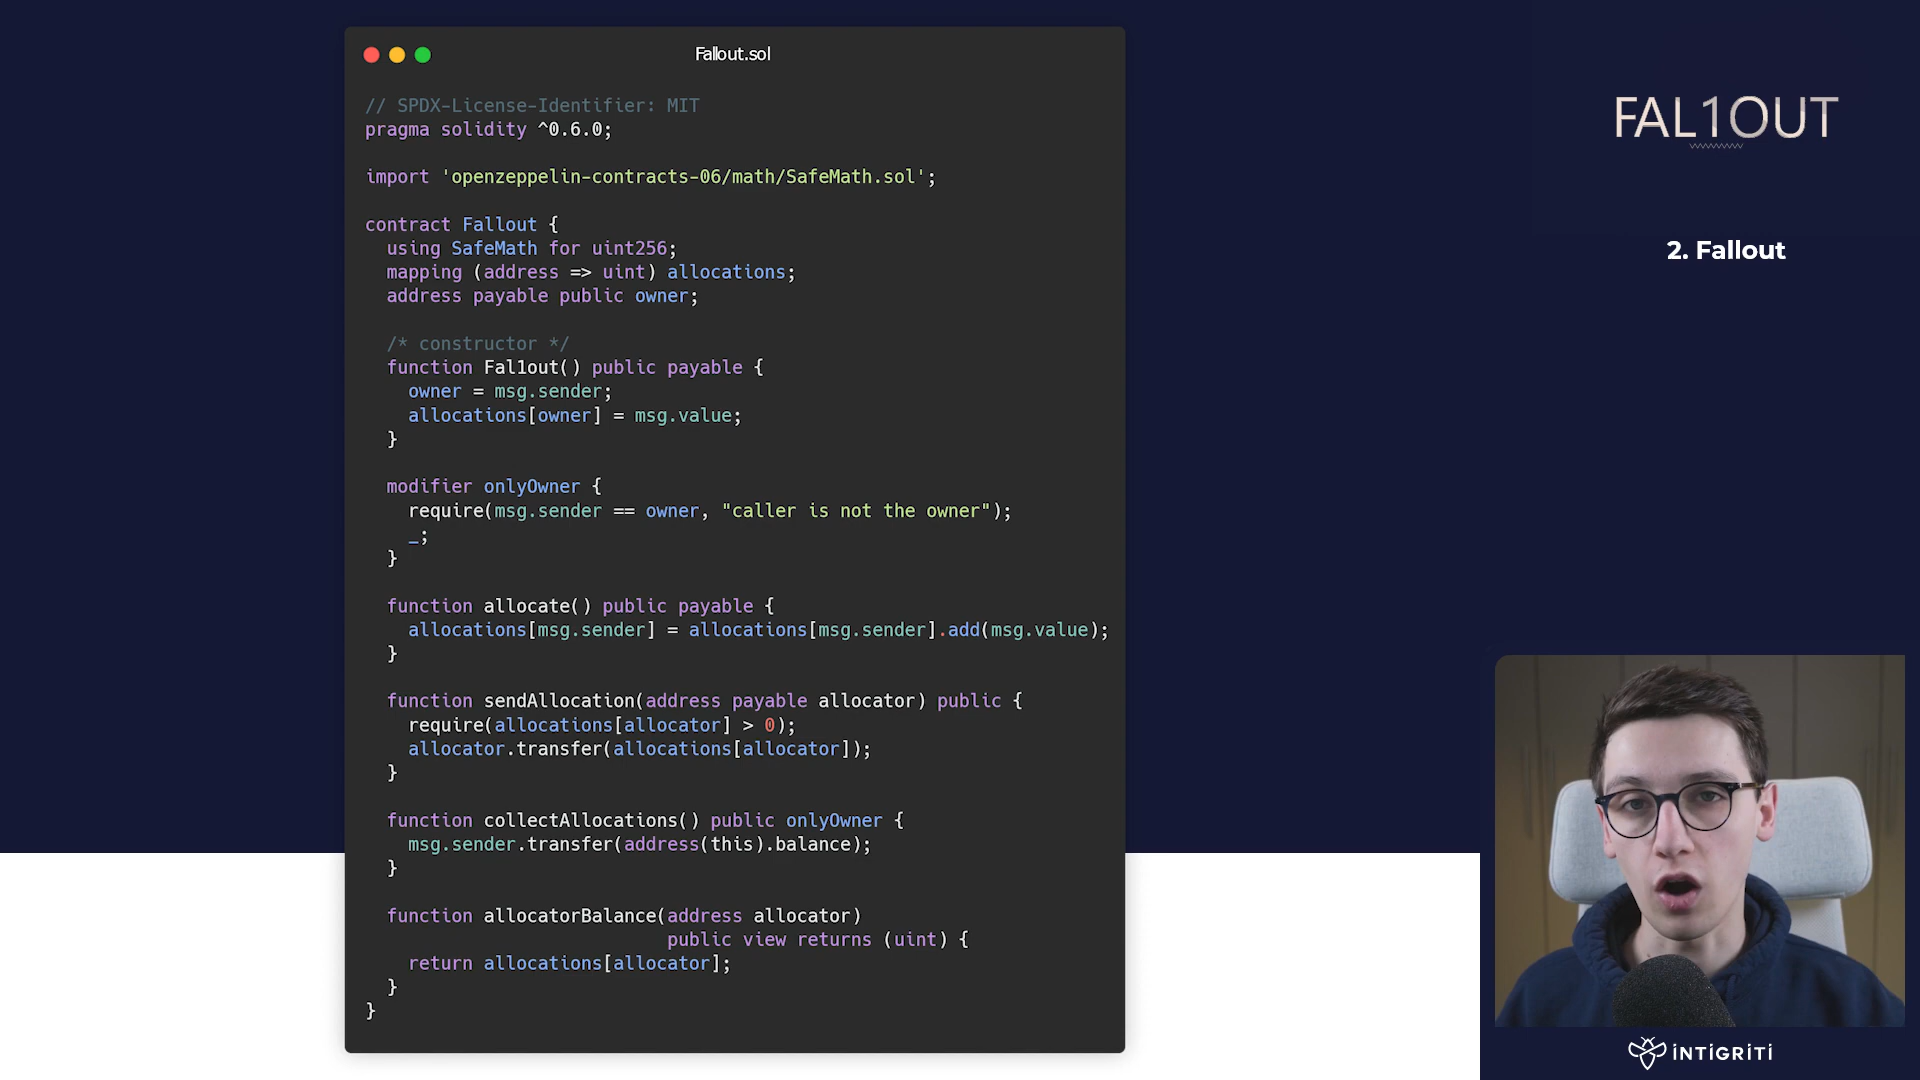 Fallout.sol
// SPDX-License-Identifier: MIT
pragma solidity ^0.6.0;
import 'openzeppelin-contracts-06/math/SafeMath.sol';
contract Fallout {
  using SafeMath for uint256;
  mapping (address => uint) allocations;
  address payable public owner;
  /* constructor */
  function Fal1out() public payable {
    owner = msg.sender;
    allocations[owner] = msg.value;
  }
  modifier onlyOwner {
    require(msg.sender == owner, "caller is not the owner");
    _;
  }
  function allocate() public payable {
    allocations[msg.sender] = allocations[msg.sender].add(msg.value);
  }
  function sendAllocation(address payable allocator) public {
    require(allocations[allocator] > 0);
    allocator.transfer(allocations[allocator]);
  }
  function collectAllocations() public onlyOwner {
    msg.sender.transfer(address(this).balance);
  }
  function allocatorBalance(address allocator)
                            public view returns (uint) {
    return allocations[allocator];
  }
}
FAL1OUT
2. Fallout
INTIGRITI